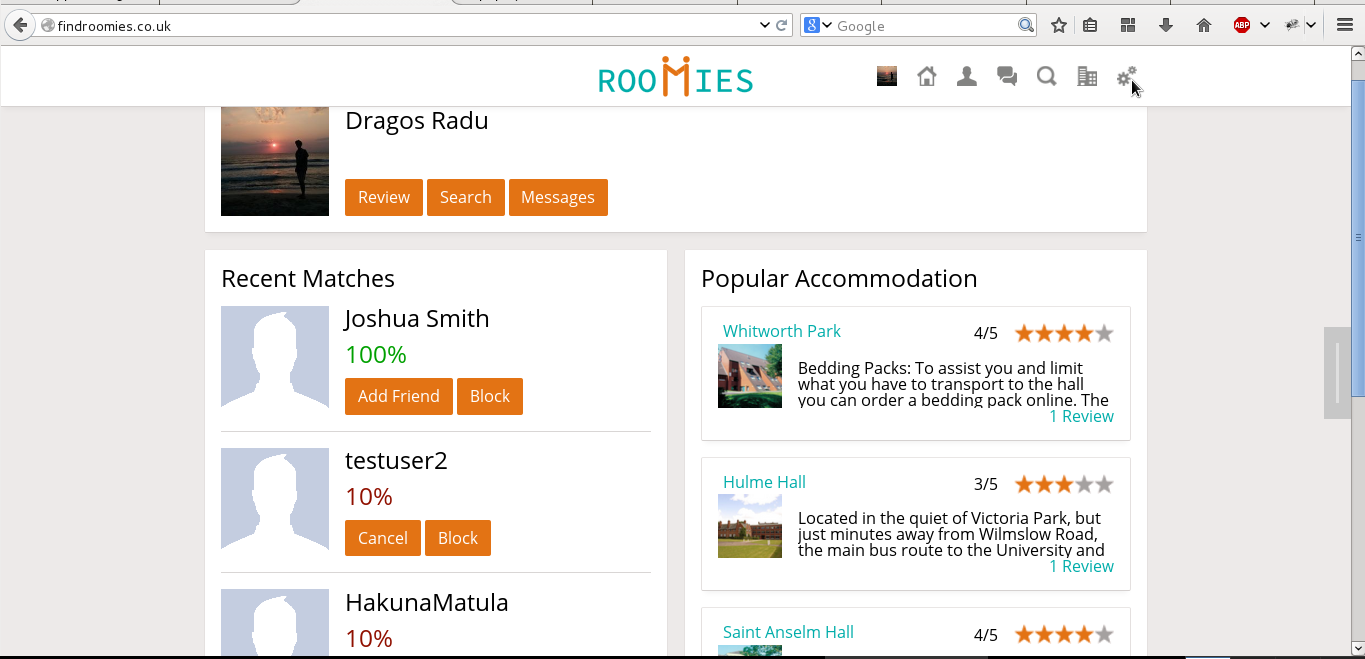 findroomies.co.uk
8
Google
ABP
ROOMIES
Dragos Radu
Review Search Messages
Recent Matches
Joshua Smith
100%
Add Friend Block
testuser2
10%
Cancel Block
HakunaMatula
10%
Popular Accommodation
Whitworth Park 4/5
Bedding Packs: To assist you and limit
what you have to transport to the hall
you can order a bedding pack online. The
1 Review
Hulme Hall 3/5
Located in the quiet of Victoria Park, but
just minutes away from Wilmslow Road,
the main bus route to the University and
1 Review
Saint Anselm Hall 4/5